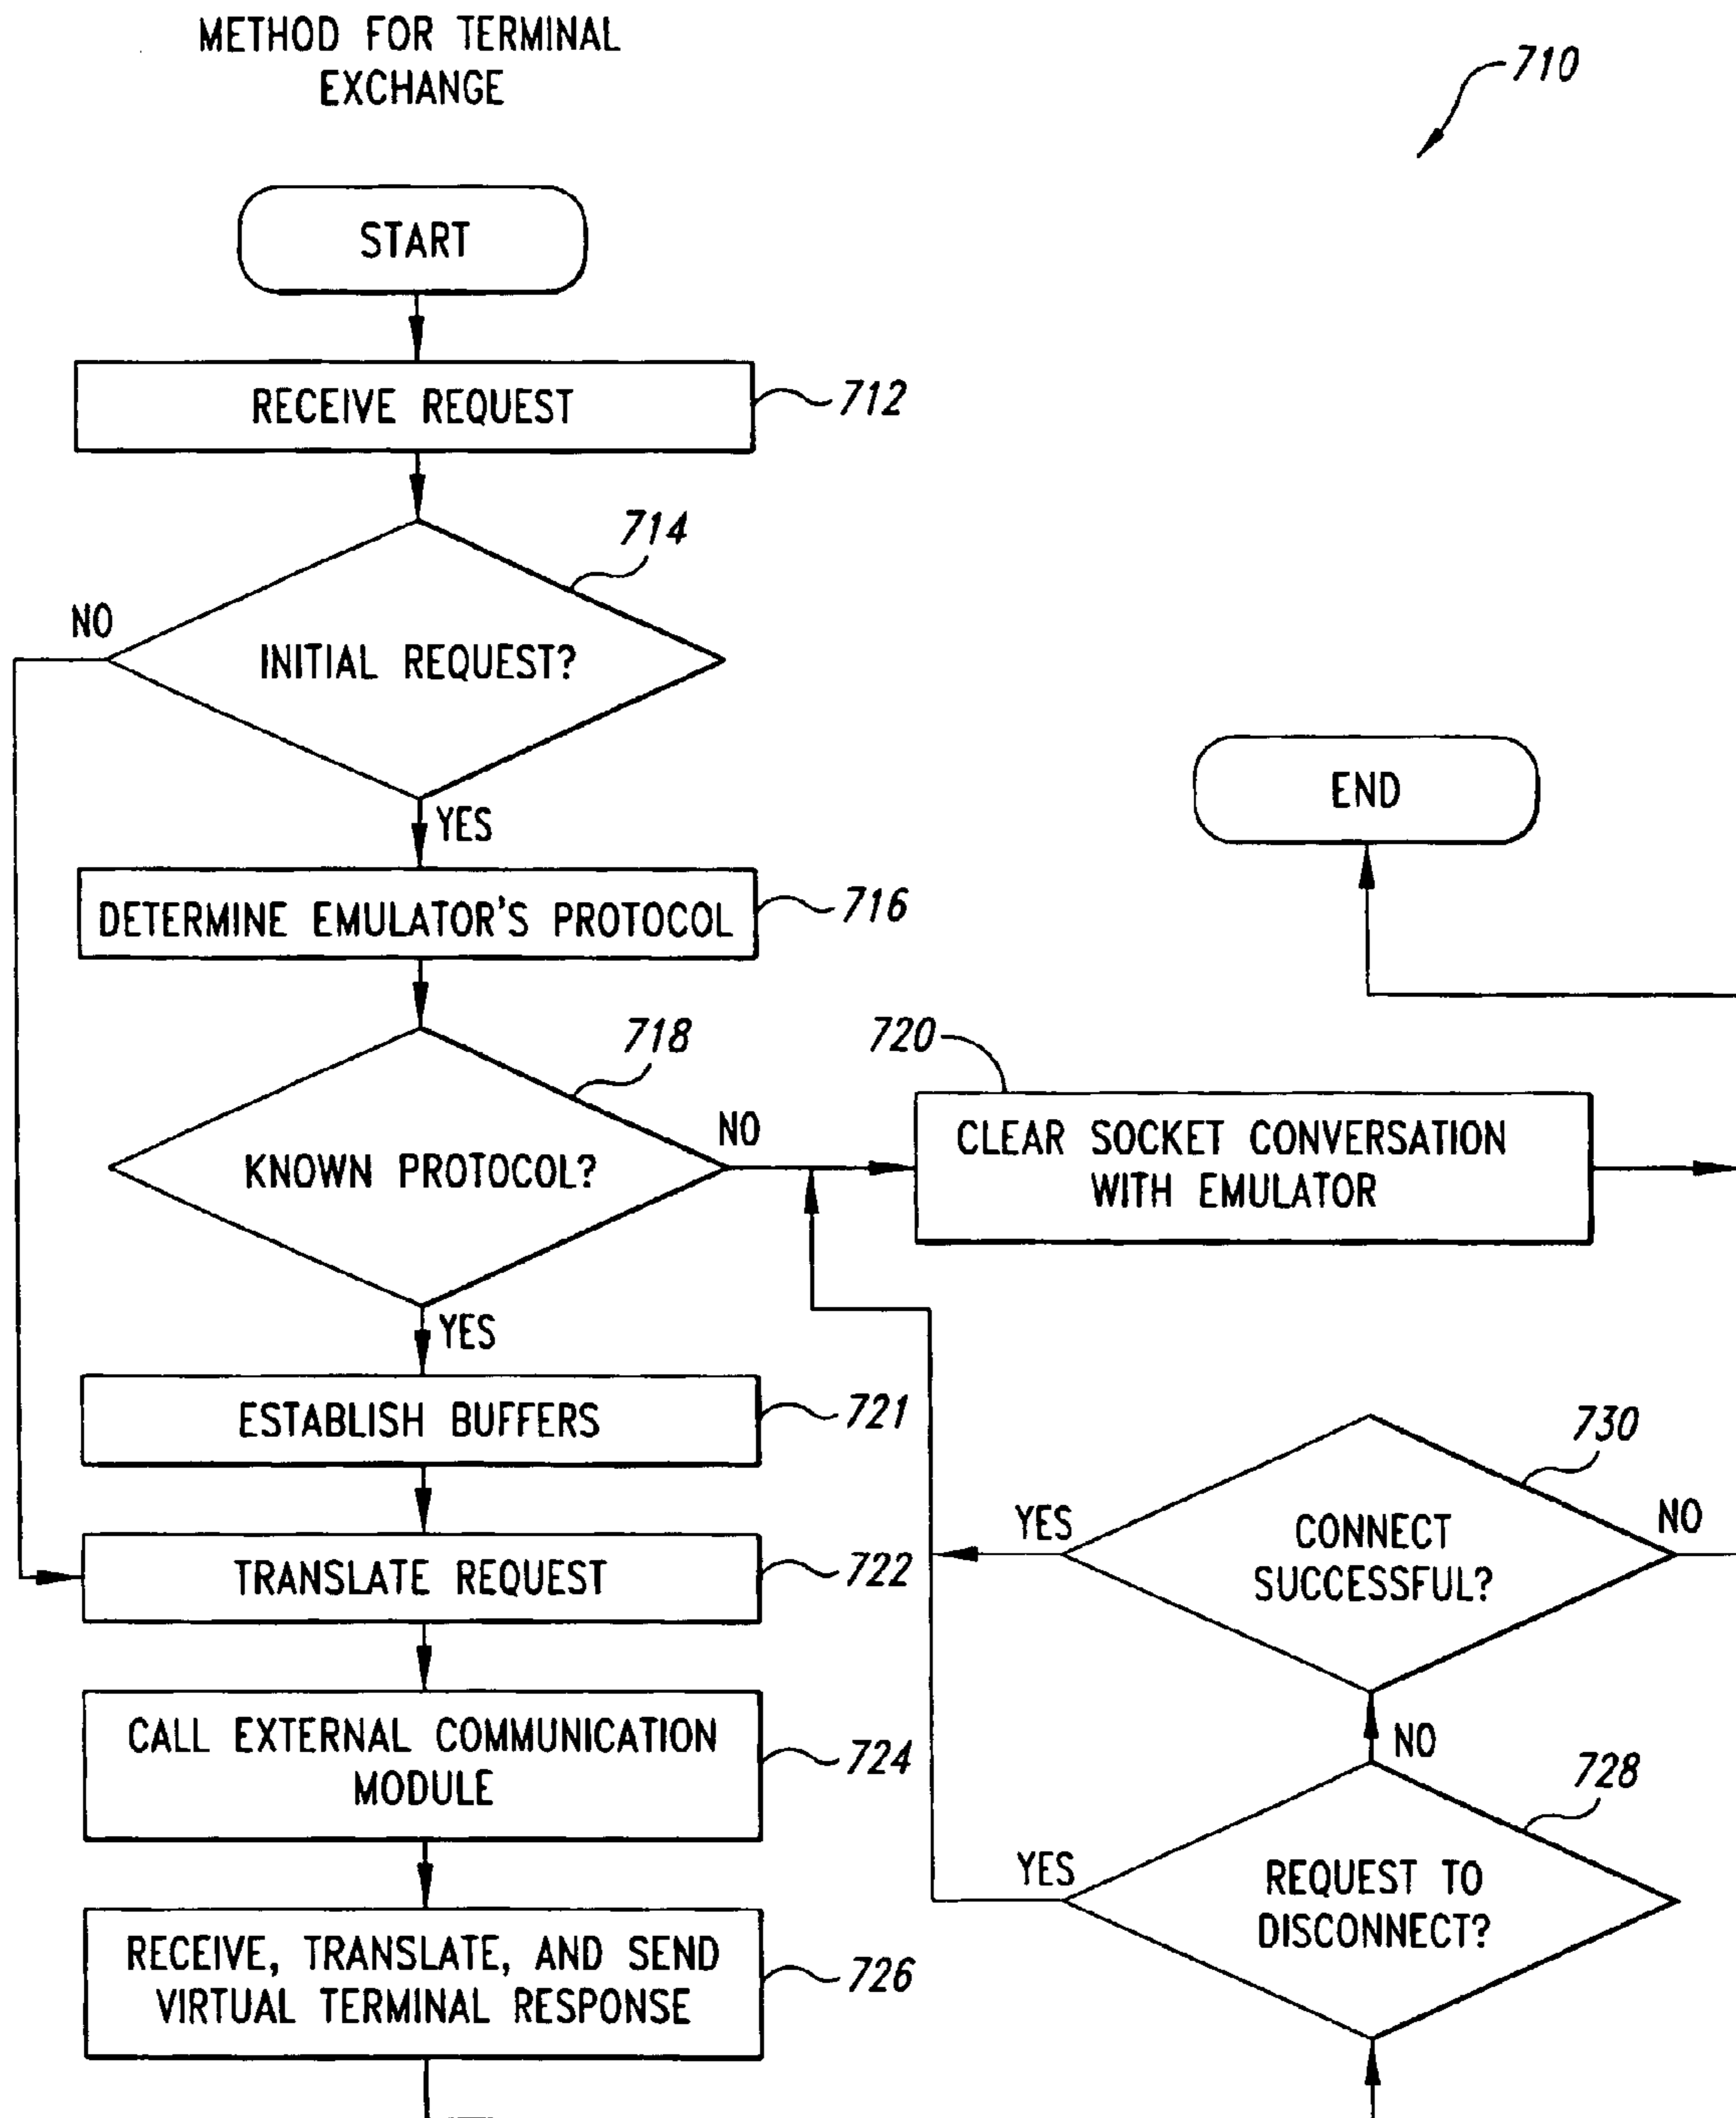 METHOD FOR TERMINAL
EXCHANGE
710
START
RECEIVE REQUEST
712
714
NO
INITIAL REQUEST?
YES
DETERMINE EMULATOR'S PROTOCOL
716
718
KNOWN PROTOCOL?
NO
YES
720
CLEAR SOCKET CONVERSATION
WITH EMULATOR
END
ESTABLISH BUFFERS
721
TRANSLATE REQUEST
722
CALL EXTERNAL COMMUNICATION
MODULE
724
RECEIVE, TRANSLATE, AND SEND
VIRTUAL TERMINAL RESPONSE
726
730
YES
CONNECT
SUCCESSFUL?
NO
NO
728
YES
REQUEST TO
DISCONNECT?